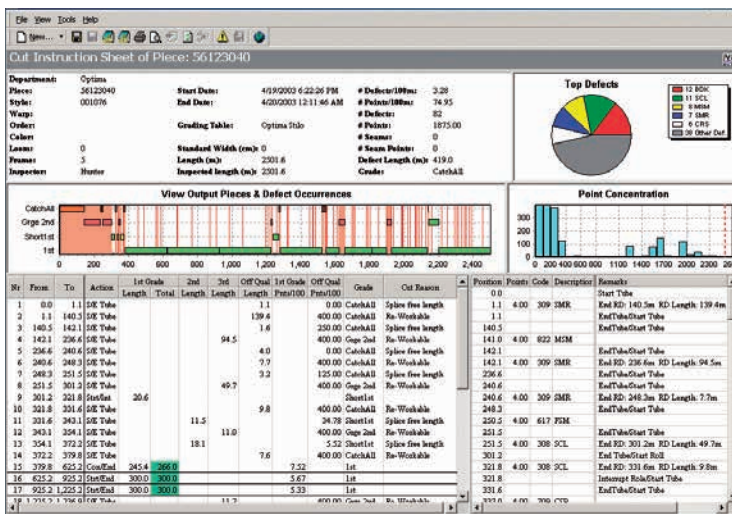 File View Tools Help
New...
Cut Instruction Sheet of Piece: 56123040
Department: Optima
Piece: 56123040 Start Date: 4/19/2003 6:22:26 PM # Defects/100m: 3.28
Style: 001076 End Date: 4/20/2003 12:11:46 AM # Points/100m: 74.95
Warp: # Defects: 82
Order: Grading Table: Optima Stilo # Points: 1875.00
Color: # Seams: 0
Loom: 0 Standard Width (cm): 0 # Seam Points: 0
Frame: 5 Length (m): 2501.6 Defect Length (m): 419.0
Inspector: Hunter Inspected length (m): 2501.6 Grade: CatchAll
Top Defects
11 SCL
8 MSM
7 SMR
6 CRS
View Output Pieces & Defect Occurrences
CatchAll
Grge 2nd
Short1st
1st
0 200 400 600 800 1,000 1,200 1,400 1,600 1,800 2,000 2,200 2,400
Point Concentration
300
200
100
0
0 200 400 600
Nr From To Action 1st Grade 2nd 3rd Off Qual 1st Grade Off Qual Grade Cut Reason
Length Total Length Length Length Pnts/100 Pnts/100
1 0.0 1.1 S/E Tube 1.1 0.00 CatchAll Splice free length
2 1.1 140.5 S/E Tube 139.4 400.00 CatchAll Re-Workable
3 140.5 142.1 S/E Tube 1.6 250.00 CatchAll Splice free length
4 142.1 236.6 S/E Tube 94.5 400.00 Grge 2nd Re-Workable
5 236.6 240.6 S/E Tube 4.0 0.00 CatchAll Splice free length
6 240.6 248.3 S/E Tube 7.7 400.00 CatchAll Re-Workable
7 248.3 251.5 S/E Tube 3.2 125.00 CatchAll Splice free length
8 251.5 301.2 S/E Tube 49.7 400.00 Grge 2nd Re-Workable
9 301.2 321.8 Strt/Int 20.6 Short1st
10 321.8 331.6 S/E Tube 9.8 400.00 CatchAll Re-Workable
11 331.6 343.1 S/E Tube 11.5 34.78 Short1st Splice free length
12 343.1 354.1 S/E Tube 11.0 400.00 Grge 2nd Re-Workable
13 354.1 372.2 S/E Tube 18.1 5.52 Short1st Splice free length
14 372.2 379.8 S/E Tube 7.6 400.00 CatchAll Re-Workable
15 379.8 625.2 Con/End 245.4 266.0 7.52 1st
16 625.2 925.2 Strt/End 300.0 300.0 5.67 1st
17 925.2 1,225.2 Strt/End 300.0 300.0 5.33 1st
Position Points Code Description Remarks
0.0 Start Tube
1.1 4.00 309 SMR End RD: 140.5m RD Length: 139.4m
1.1 EndTube/Start Tube
140.5 EndTube/Start Tube
141.0 4.00 822 MSM
142.1 EndTube/Start Tube
142.1 4.00 309 SMR End RD: 236.6m RD Length: 94.5m
236.6 EndTube/Start Tube
240.6 EndTube/Start Tube
240.6 4.00 309 SMR End RD: 248.3m RD Length: 7.7m
248.3 EndTube/Start Tube
250.5 4.00 617 FSM
251.5 EndTube/Start Tube
251.5 4.00 308 SCL End RD: 301.2m RD Length: 49.7m
301.2 End Tube/Start Roll
321.8 4.00 308 SCL End RD: 331.6m RD Length: 9.8m
321.8 Interrupt Role/Start Tube
331.6 EndTube/Start Tube